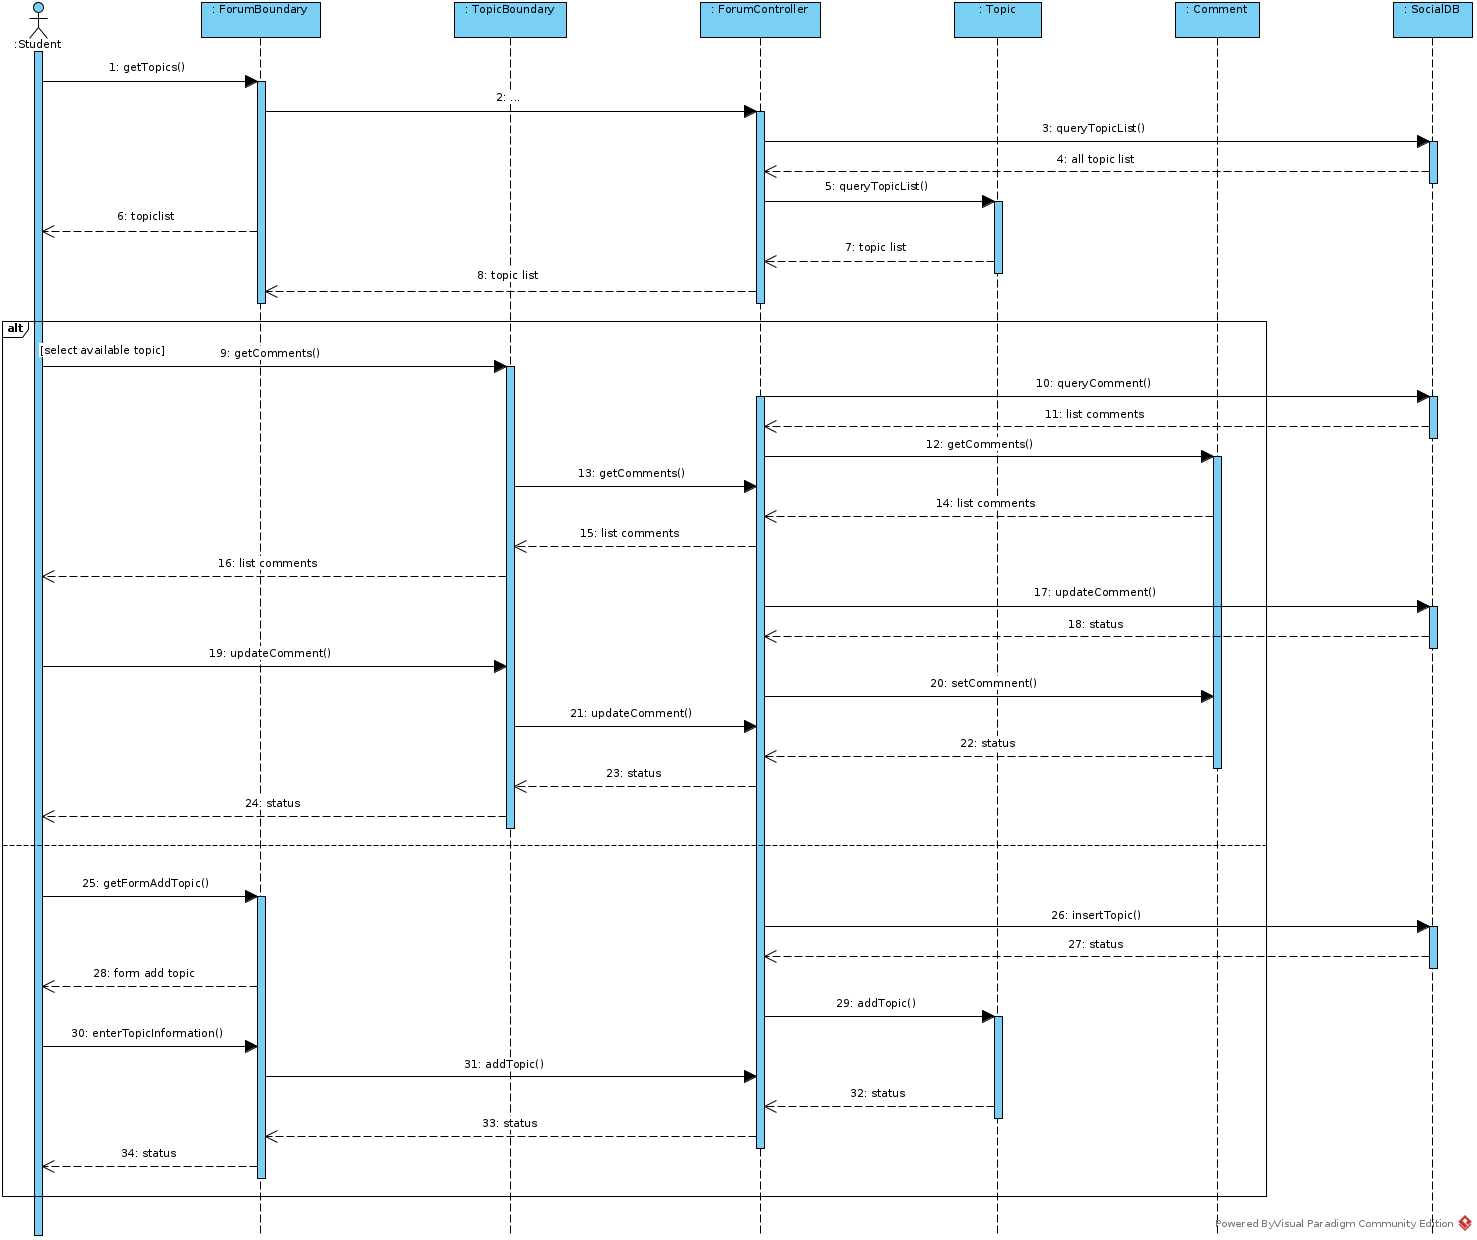 : ForumBoundary
: TopicBoundary
: ForumController
: Topic
: Comment
: SocialDB
:Student
1: getTopics()
2: ...
3: queryTopicList()
4: all topic list
5: queryTopicList()
6: topiclist
7: topic list
8: topic list
alt
[select available topic]
9: getComments()
10: queryComment()
11: list comments
12: getComments()
13: getComments()
14: list comments
15: list comments
16: list comments
17: updateComment()
18: status
19: updateComment()
20: setCommnent()
21: updateComment()
22: status
23: status
24: status
25: getFormAddTopic()
26: insertTopic()
27: status
28: form add topic
29: addTopic()
30: enterTopicInformation()
31: addTopic()
32: status
33: status
34: status
Powered ByVisual Paradigm Community Edition